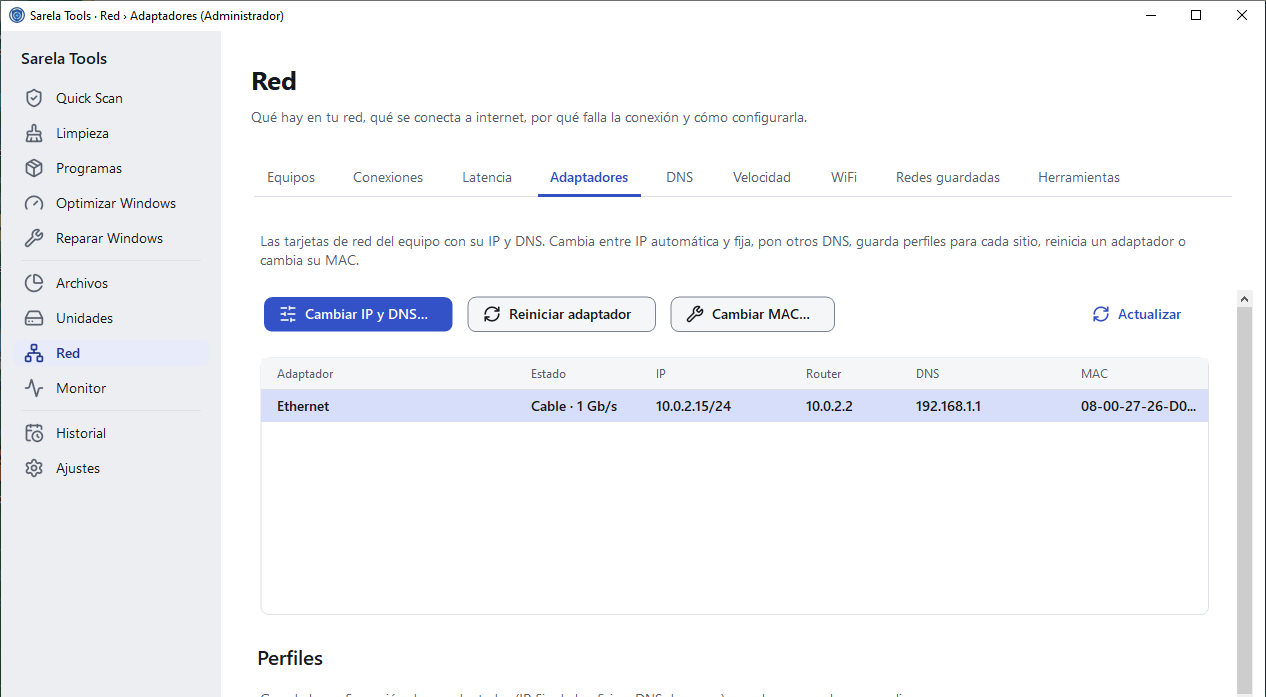 Sarela Tools · Red › Adaptadores (Administrador)
Sarela Tools
Quick Scan
Limpieza
Programas
Optimizar Windows
Reparar Windows
Archivos
Unidades
Red
Monitor
Historial
Ajustes
Red
Qué hay en tu red, qué se conecta a internet, por qué falla la conexión y cómo configurarla.
Equipos Conexiones Latencia Adaptadores DNS Velocidad WiFi Redes guardadas Herramientas
Las tarjetas de red del equipo con su IP y DNS. Cambia entre IP automática y fija, pon otros DNS, guarda perfiles para cada sitio, reinicia un adaptador o
cambia su MAC.
Cambiar IP y DNS... Reiniciar adaptador Cambiar MAC... Actualizar
Adaptador Estado IP Router DNS MAC
Ethernet Cable · 1 Gb/s 10.0.2.15/24 10.0.2.2 192.168.1.1 08-00-27-26-D0...
Perfiles